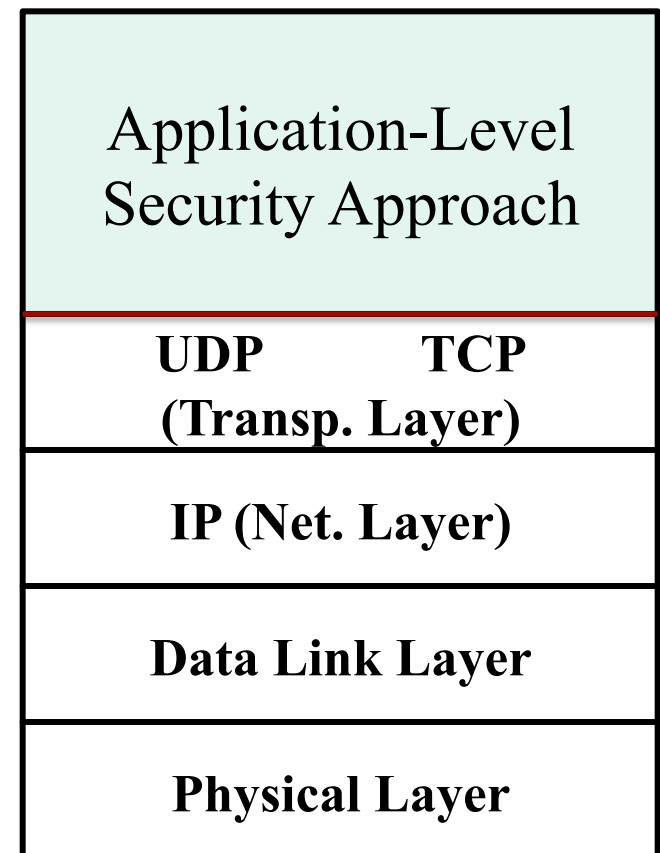 Application-Level
Security Approach
UDP TCP
(Transp. Layer)
IP (Net. Layer)
Data Link Layer
Physical Layer